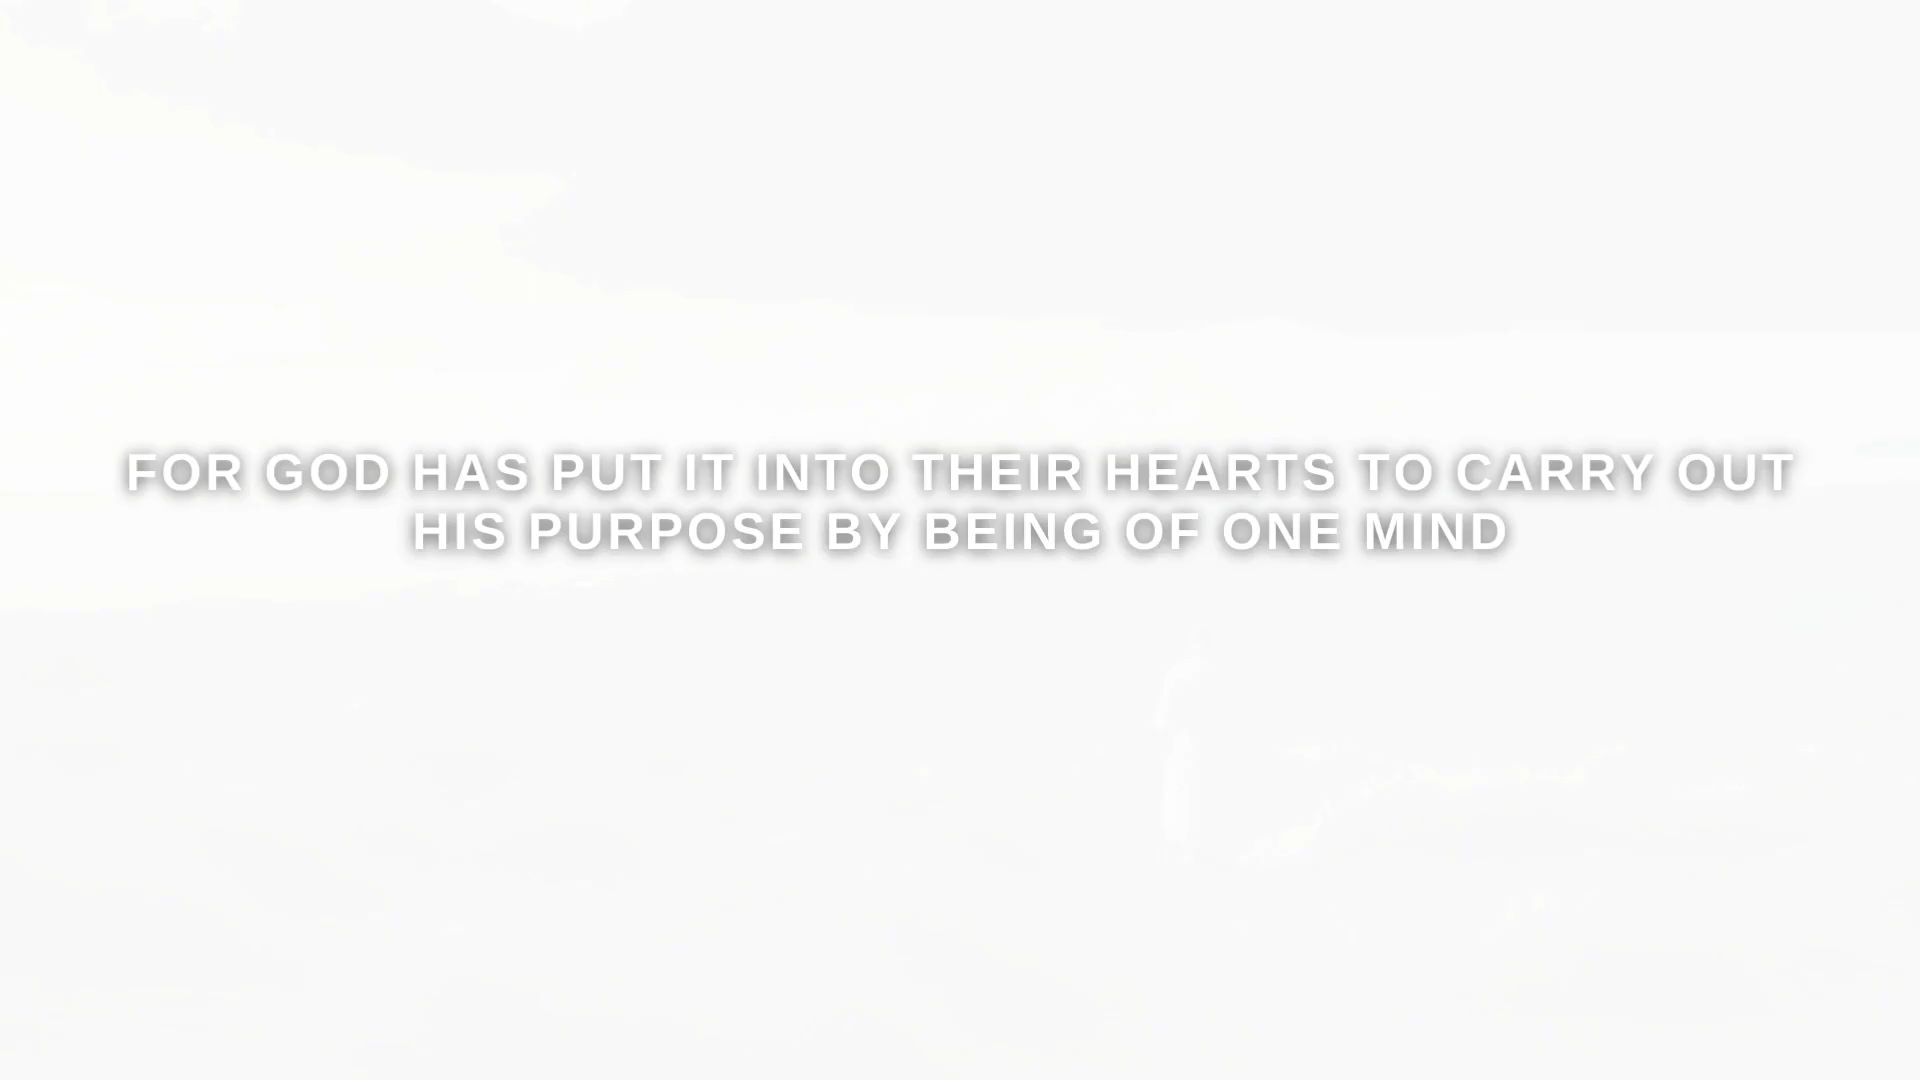 FOR GOD HAS PUT IT INTO THEIR HEARTS TO CARRY OUT
HIS PURPOSE BY BEING OF ONE MIND